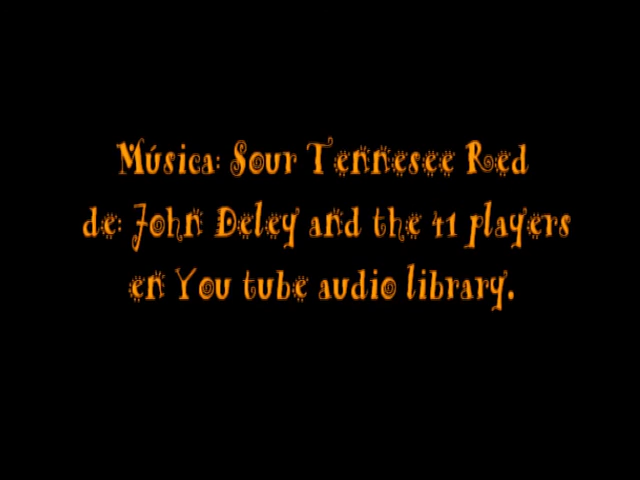 Música: Sour Tennesee Red
de: John Deley and the 41 players
en You tube audio library.